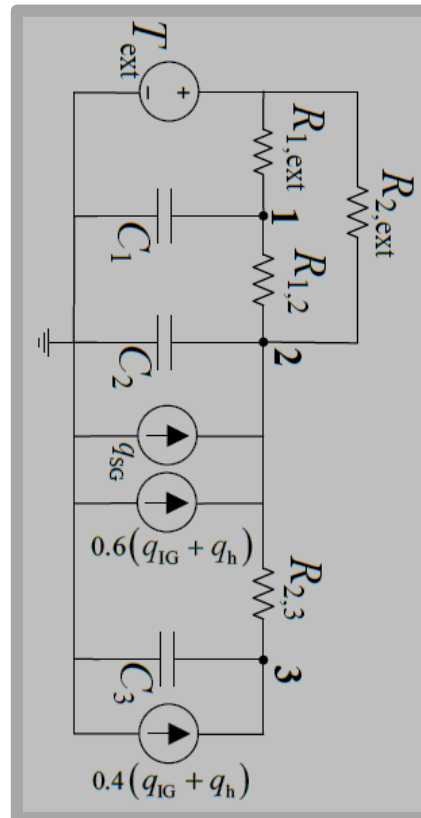 T_ext
−
+
R_1,ext
R_2,ext
1
C_1
R_1,2
2
C_2
q_SG
0.6(q_IG + q_h)
R_2,3
3
C_3
0.4(q_IG + q_h)